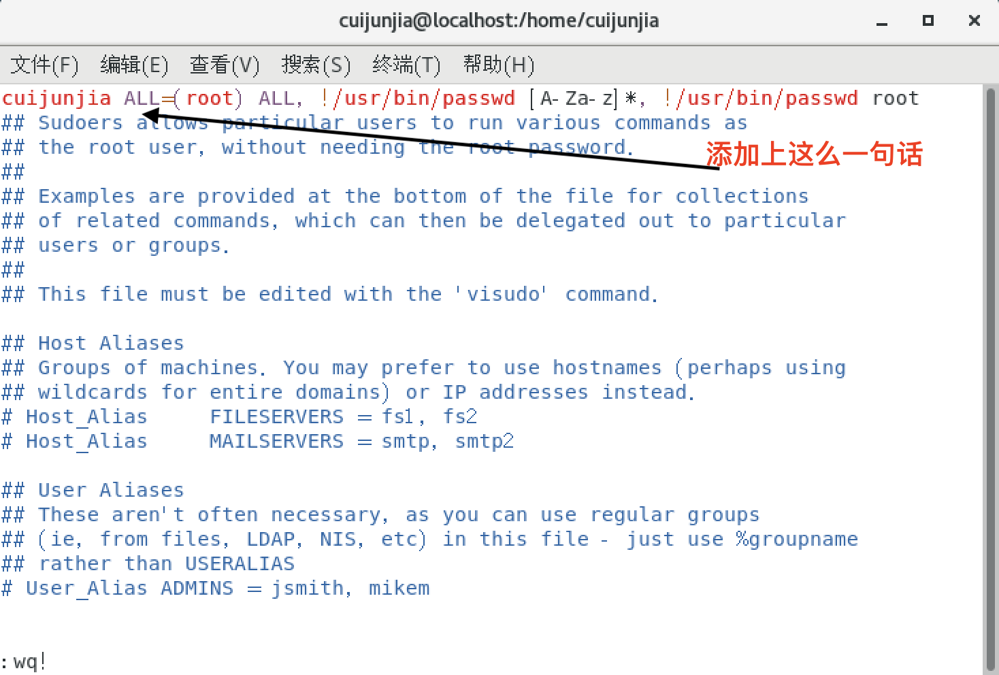 cuijunjia@localhost:/home/cuijunjia
文件(F) 编辑(E) 查看(V) 搜索(S) 终端(T) 帮助(H)
cuijunjia ALL=(root) ALL, !/usr/bin/passwd [A-Za-z]*, !/usr/bin/passwd root
## Sudoers allows particular users to run various commands as
## the root user, without needing the root password.
添加上这么一句话
##
## Examples are provided at the bottom of the file for collections
## of related commands, which can then be delegated out to particular
## users or groups.
##
## This file must be edited with the 'visudo' command.
## Host Aliases
## Groups of machines. You may prefer to use hostnames (perhaps using
## wildcards for entire domains) or IP addresses instead.
# Host_Alias     FILESERVERS = fs1, fs2
# Host_Alias     MAILSERVERS = smtp, smtp2
## User Aliases
## These aren't often necessary, as you can use regular groups
## (ie, from files, LDAP, NIS, etc) in this file - just use %groupname
## rather than USERALIAS
# User_Alias ADMINS = jsmith, mikem
:wq!